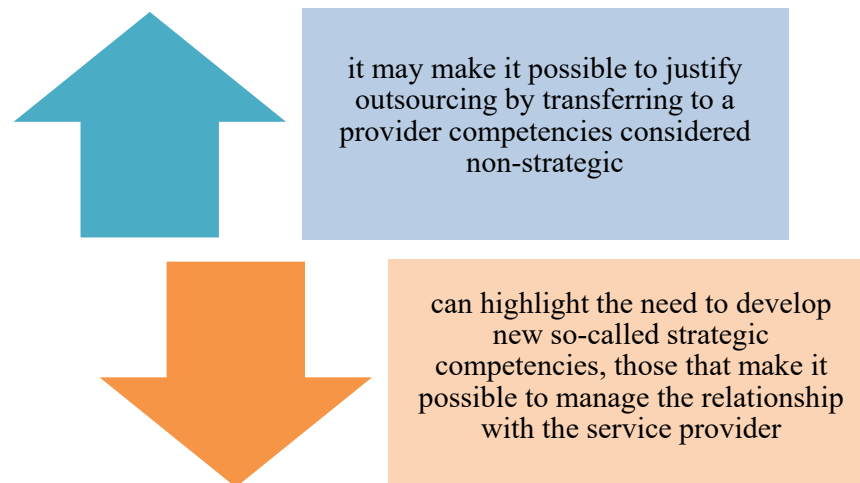 it may make it possible to justify
outsourcing by transferring to a
provider competencies considered
non-strategic
can highlight the need to develop
new so-called strategic
competencies, those that make it
possible to manage the relationship
with the service provider